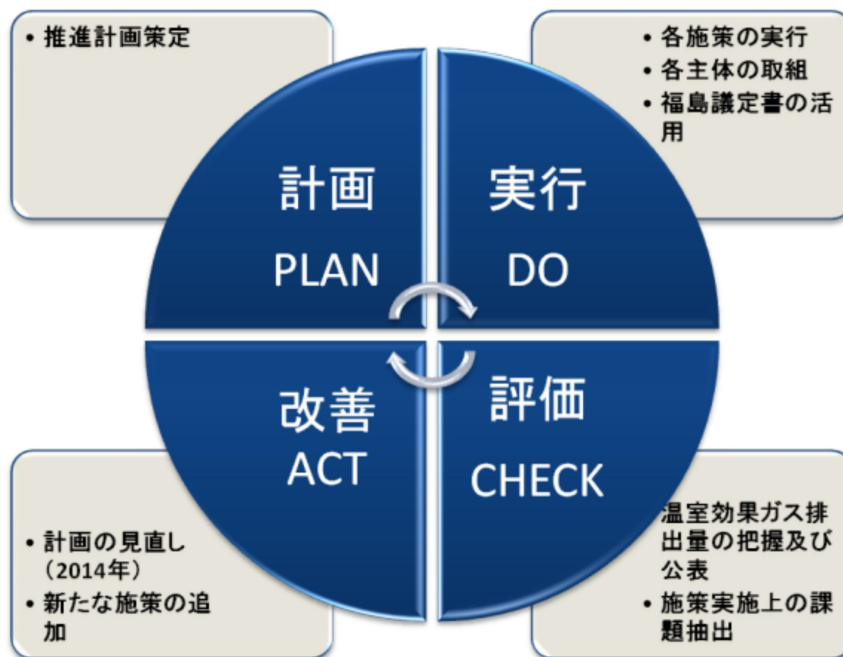 ・推進計画策定
計画
PLAN
・各施策の実行
・各主体の取組
・福島議定書の活
用
実行
DO
改善
ACT
・計画の見直し
（2014年）
・新たな施策の追
加
評価
CHECK
温室効果ガス排
出量の把握及び
公表
・施策実施上の課
題抽出